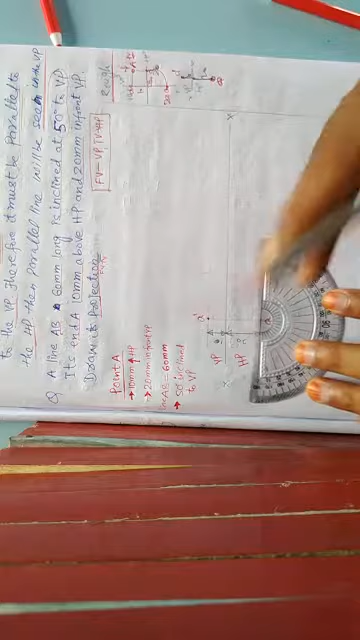 to the VP Therefore it must be Parallel to
the HP then parallel line will be seen in the VP
Q A line AB 60mm long is inclined at 50° to VP
Its end A 10mm above HP and 20mm infront VP.
Draw its Projection
FV-VP, TV-HP
Rough
Point A
→ 10mm ↑ HP
→ 20mm infront VP
Line AB - 60mm
→ 50° inclined
to VP
VP
HP
X